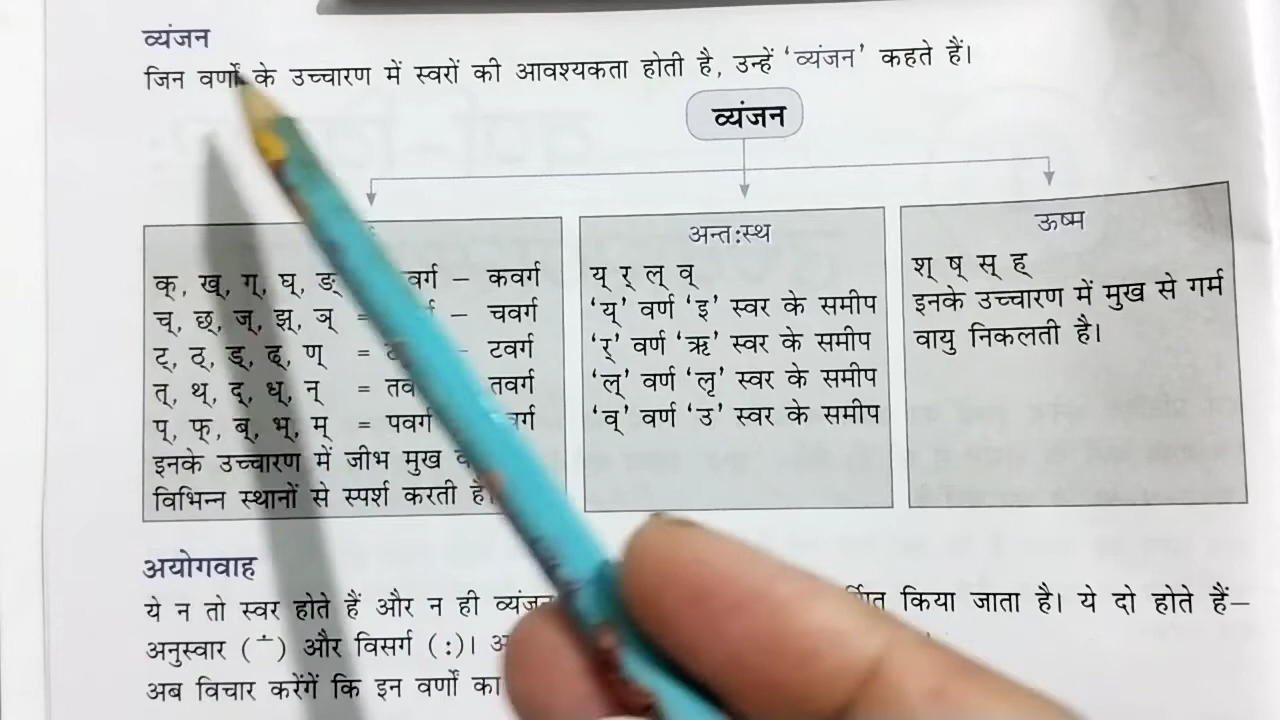 व्यंजन
जिन वर्णों के उच्चारण में स्वरों की आवश्यकता होती है, उन्हें ‘व्यंजन’ कहते हैं।
व्यंजन
क्, ख्, ग्, घ्, ङ् वर्ग – कवर्ग
च्, छ्, ज्, झ्, ञ् = – चवर्ग
ट्, ठ्, ड्, ढ्, ण् = – टवर्ग
त्, थ्, द्, ध्, न् = तवर्ग
प्, फ्, ब्, भ्, म् = पवर्ग
इनके उच्चारण में जीभ मुख
विभिन्न स्थानों से स्पर्श करती है।
अन्तःस्थ
य् र् ल् व्
‘य्’ वर्ण ‘इ’ स्वर के समीप
‘र्’ वर्ण ‘ऋ’ स्वर के समीप
‘ल्’ वर्ण ‘लृ’ स्वर के समीप
‘व्’ वर्ण ‘उ’ स्वर के समीप
ऊष्म
श् ष् स् ह्
इनके उच्चारण में मुख से गर्म
वायु निकलती है।
अयोगवाह
ये न तो स्वर होते हैं और न ही व्यंजन किया जाता है। ये दो होते हैं–
अनुस्वार (ं) और विसर्ग (:)।
अब विचार करेंगें कि इन वर्णों का